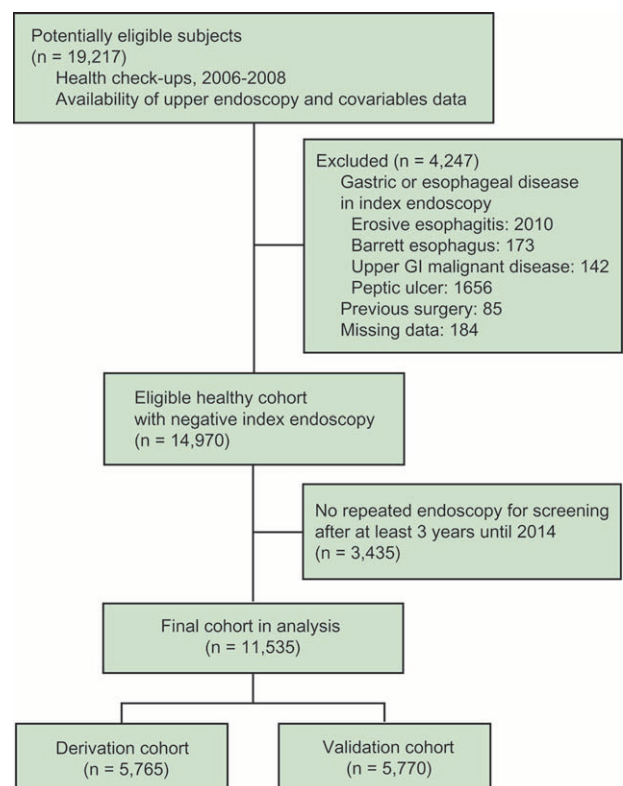 Potentially eligible subjects
(n = 19,217)
Health check-ups, 2006-2008
Availability of upper endoscopy and covariables data
Excluded (n = 4,247)
Gastric or esophageal disease
in index endoscopy
Erosive esophagitis: 2010
Barrett esophagus: 173
Upper GI malignant disease: 142
Peptic ulcer: 1656
Previous surgery: 85
Missing data: 184
Eligible healthy cohort
with negative index endoscopy
(n = 14,970)
No repeated endoscopy for screening
after at least 3 years until 2014
(n = 3,435)
Final cohort in analysis
(n = 11,535)
Derivation cohort
(n = 5,765)
Validation cohort
(n = 5,770)